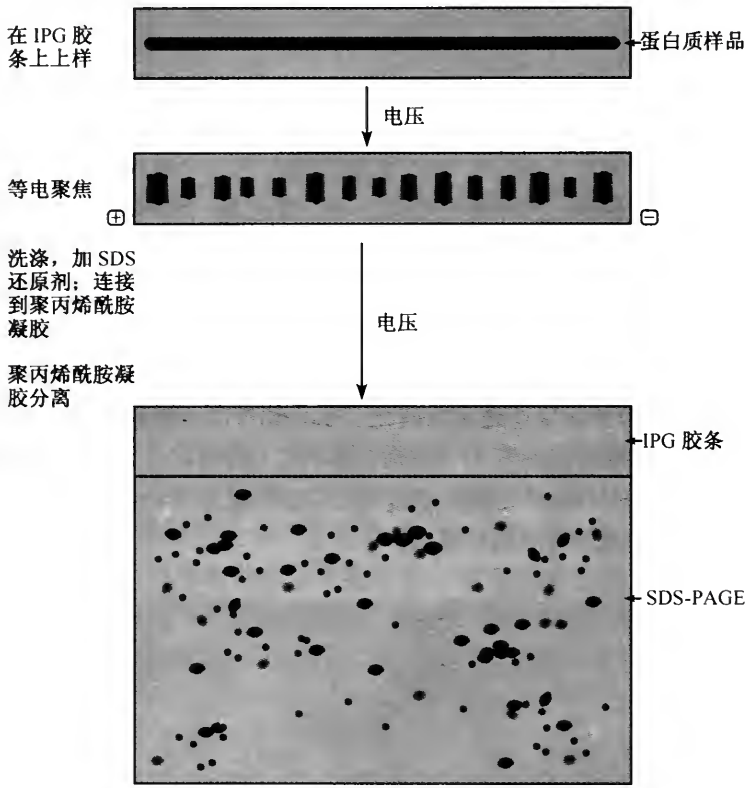 在 IPG 胶
条上上样
蛋白质样品
电压
等电聚焦
+
−
洗涤，加 SDS
还原剂；连接
到聚丙烯酰胺
凝胶
电压
聚丙烯酰胺凝
胶分离
IPG 胶条
SDS-PAGE